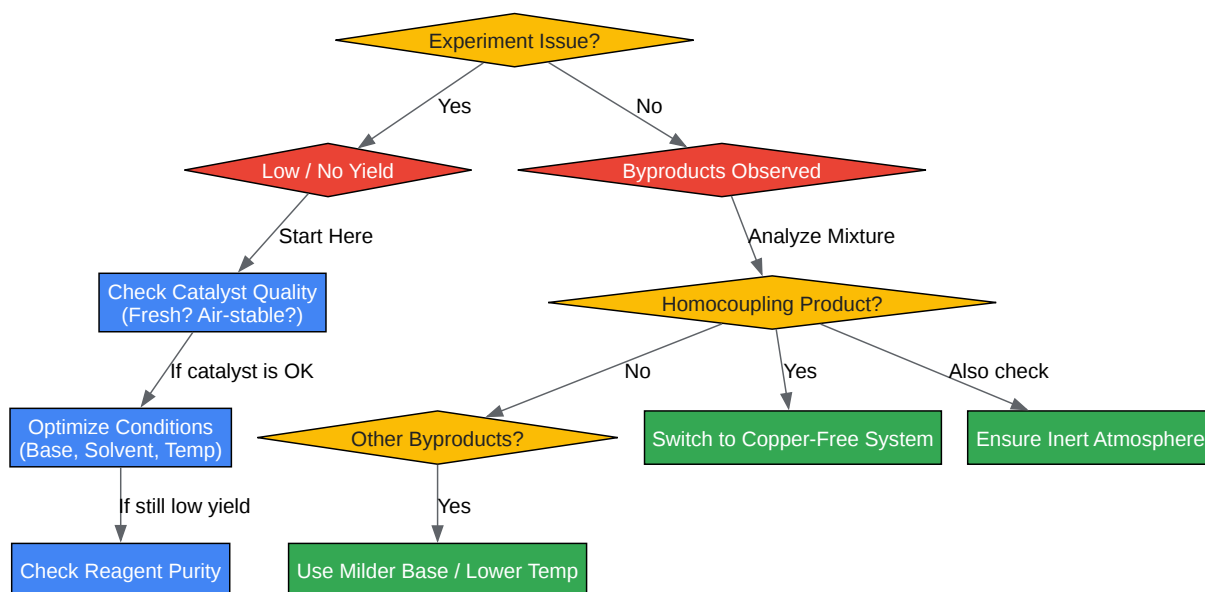 Experiment Issue?
Yes
No
Low / No Yield
Byproducts Observed
Start Here
Analyze Mixture
Check Catalyst Quality
(Fresh? Air-stable?)
Homocoupling Product?
If catalyst is OK
No
Yes
Also check
Optimize Conditions
(Base, Solvent, Temp)
Other Byproducts?
Switch to Copper-Free System
Ensure Inert Atmosphere
If still low yield
Yes
Check Reagent Purity
Use Milder Base / Lower Temp